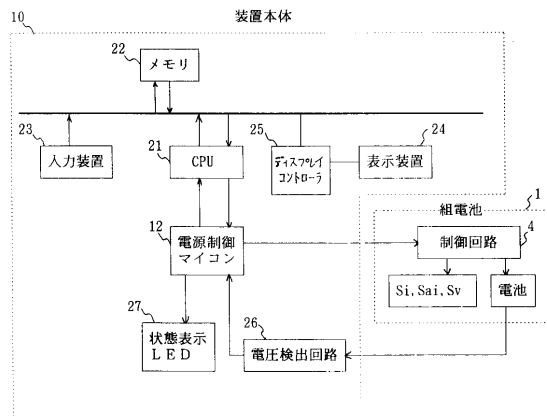 装置本体
10
22
メモリ
23
入力装置
21
CPU
25
ディスプレイ
コントローラ
24
表示装置
1
組電池
12
電源制御
マイコン
4
制御回路
Si,Sai,Sv
電池
27
状態表示
LED
26
電圧検出回路